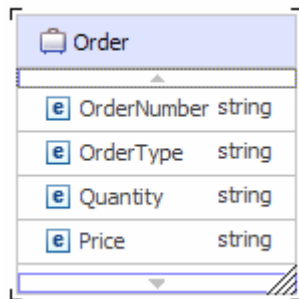 Order
e OrderNumber string
e OrderType string
e Quantity string
e Price string